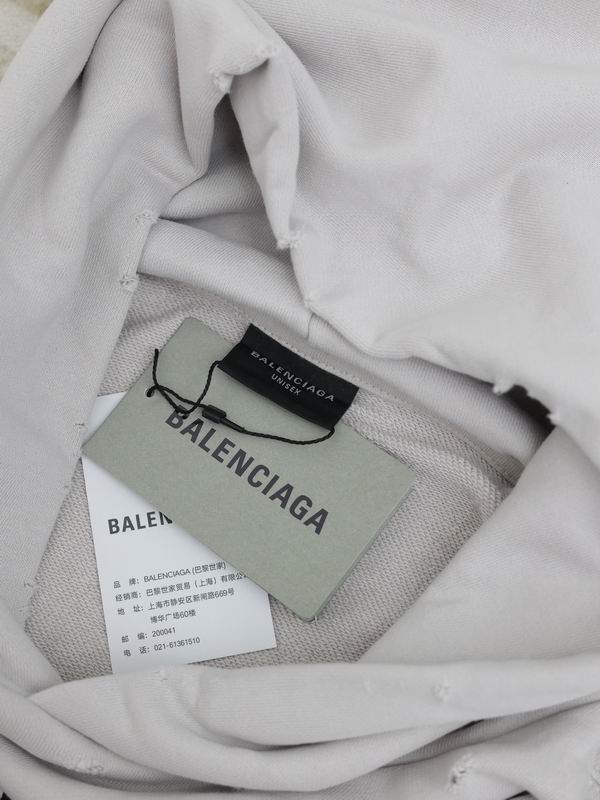 BALENCIAGA
UNISEX
BALENCIAGA
BALEN
品 牌: BALENCIAGA (巴黎世家)
经销商: 巴黎世家贸易 (上海) 有限公
地 址: 上海市静安区新闸路669号
博华广场60楼
邮 编: 200041
电 话: 021-61361510